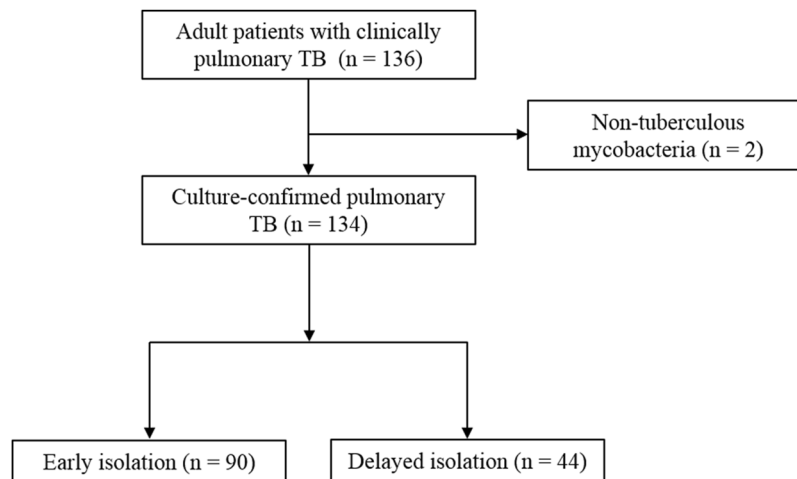 Adult patients with clinically
pulmonary TB (n = 136)
Non-tuberculous
mycobacteria (n = 2)
Culture-confirmed pulmonary
TB (n = 134)
Early isolation (n = 90)
Delayed isolation (n = 44)